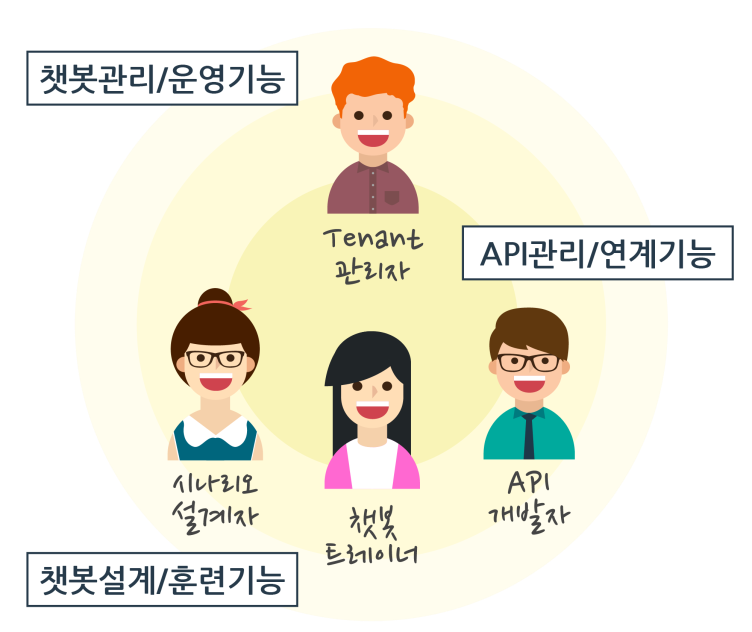 챗봇관리/운영기능
Tenant
관리자
API관리/연계기능
시나리오
설계자
챗봇
트레이너
API
개발자
챗봇설계/훈련기능